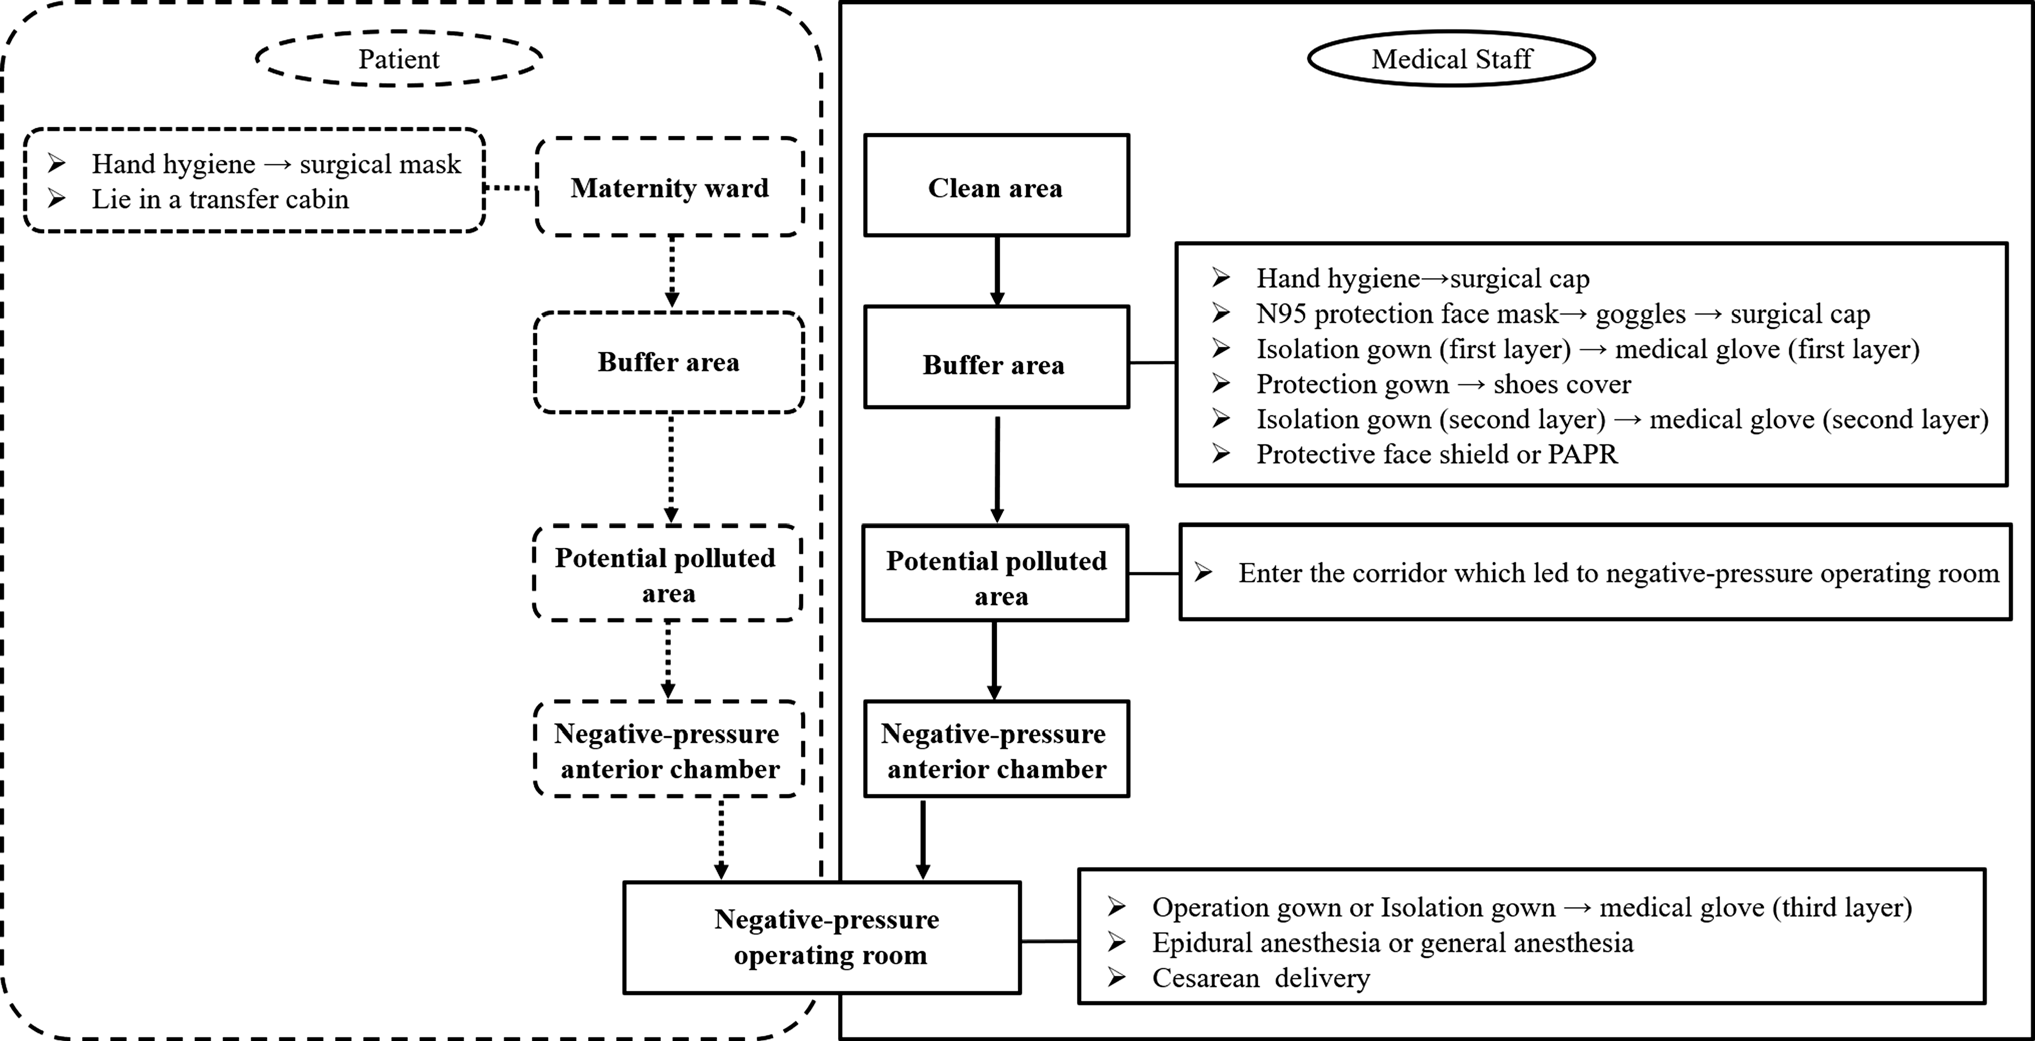 Patient
➢ Hand hygiene → surgical mask
➢ Lie in a transfer cabin
Maternity ward
Buffer area
Potential polluted
area
Negative-pressure
anterior chamber
Medical Staff
Clean area
Buffer area
➢ Hand hygiene→surgical cap
➢ N95 protection face mask→ goggles → surgical cap
➢ Isolation gown (first layer) → medical glove (first layer)
➢ Protection gown → shoes cover
➢ Isolation gown (second layer) → medical glove (second layer)
➢ Protective face shield or PAPR
Potential polluted
area
➢ Enter the corridor which led to negative-pressure operating room
Negative-pressure
anterior chamber
Negative-pressure
operating room
➢ Operation gown or Isolation gown → medical glove (third layer)
➢ Epidural anesthesia or general anesthesia
➢ Cesarean delivery